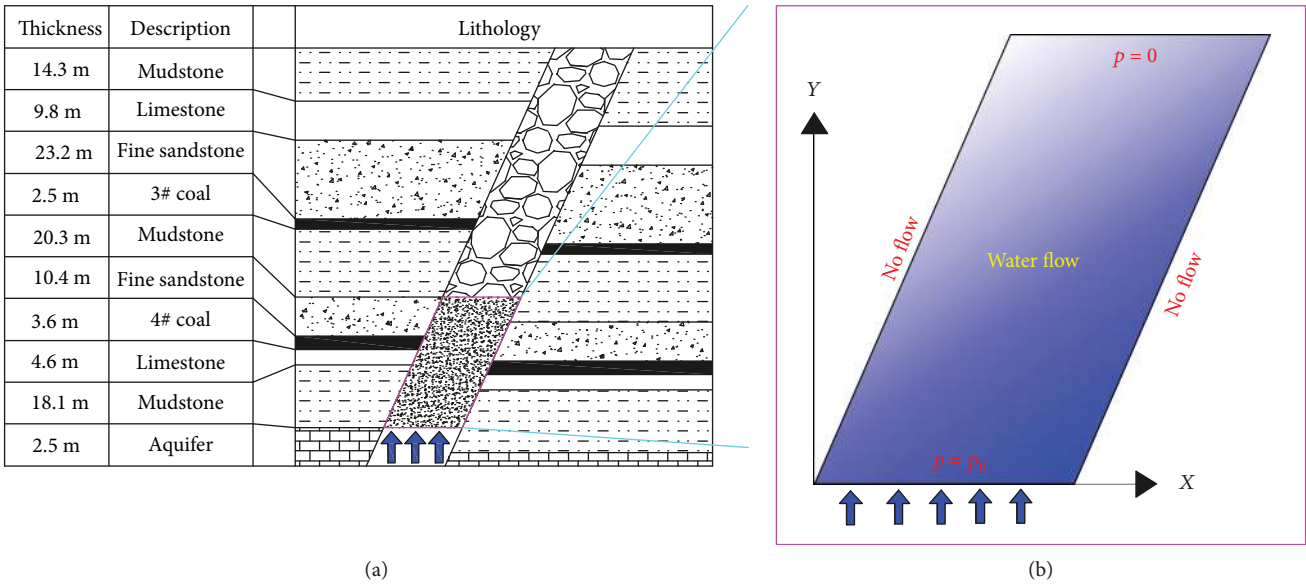 Thickness Description Lithology
14.3 m Mudstone
9.8 m Limestone
23.2 m Fine sandstone
2.5 m 3# coal
20.3 m Mudstone
10.4 m Fine sandstone
3.6 m 4# coal
4.6 m Limestone
18.1 m Mudstone
2.5 m Aquifer
(a)
p = 0
Y
No flow
Water flow
No flow
p = p₀
X
(b)